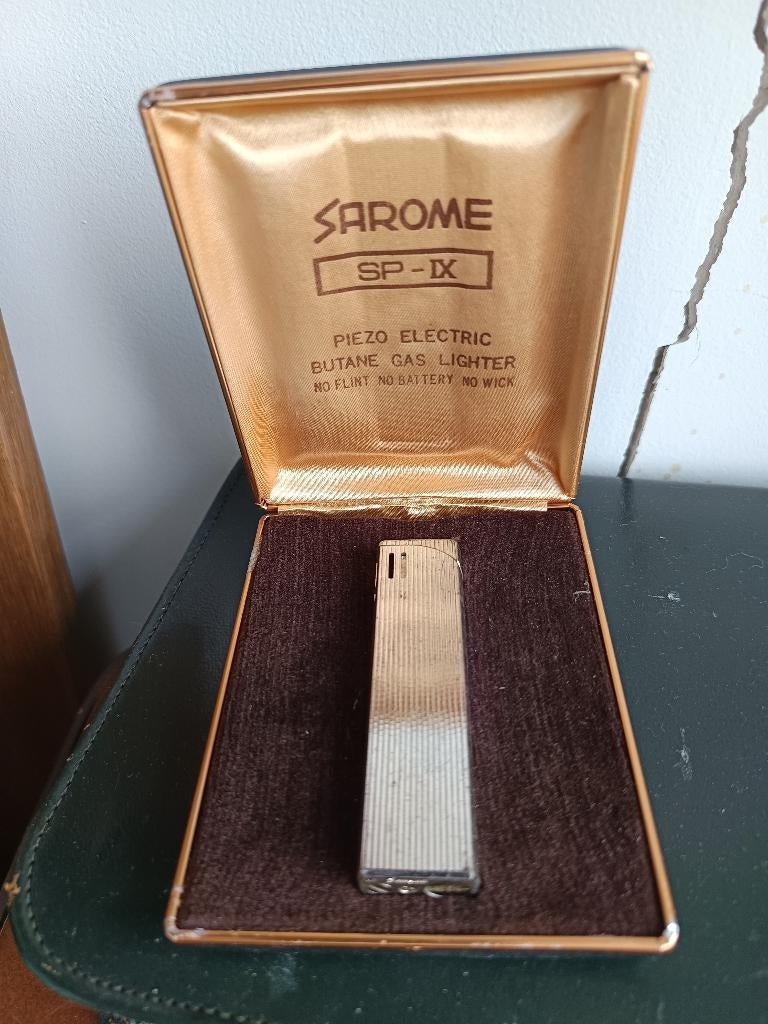 SAROME
SP-IX
PIEZO ELECTRIC
BUTANE GAS LIGHTER
NO FLINT NO BATTERY NO WICK